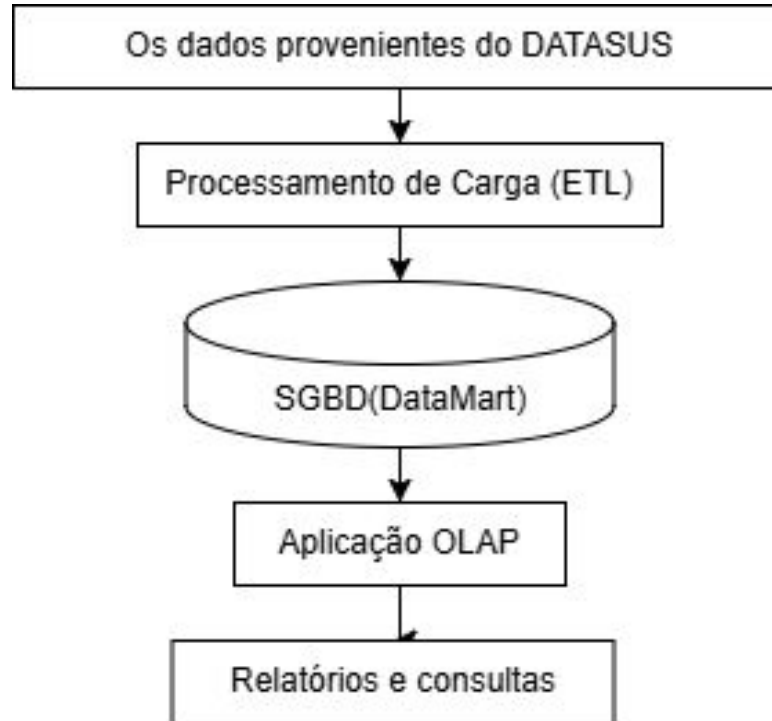 Os dados provenientes do DATASUS
Processamento de Carga (ETL)
SGBD(DataMart)
Aplicação OLAP
Relatórios e consultas